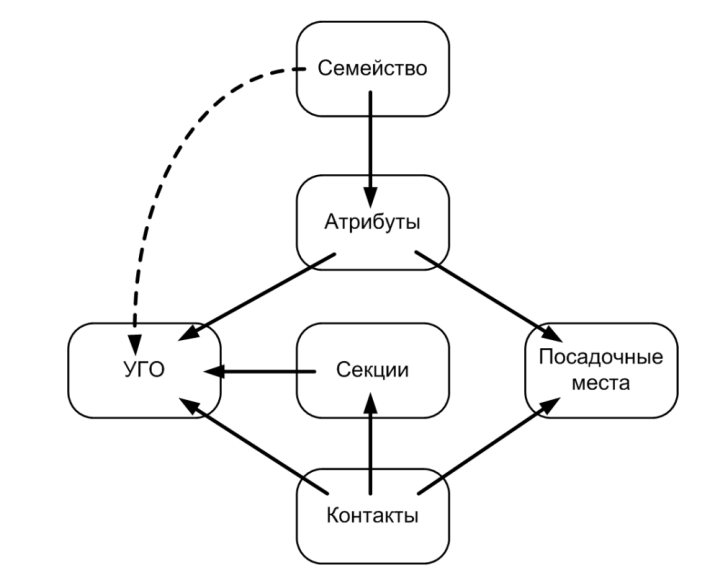 Семейство
Атрибуты
УГО
Секции
Посадочные
места
Контакты